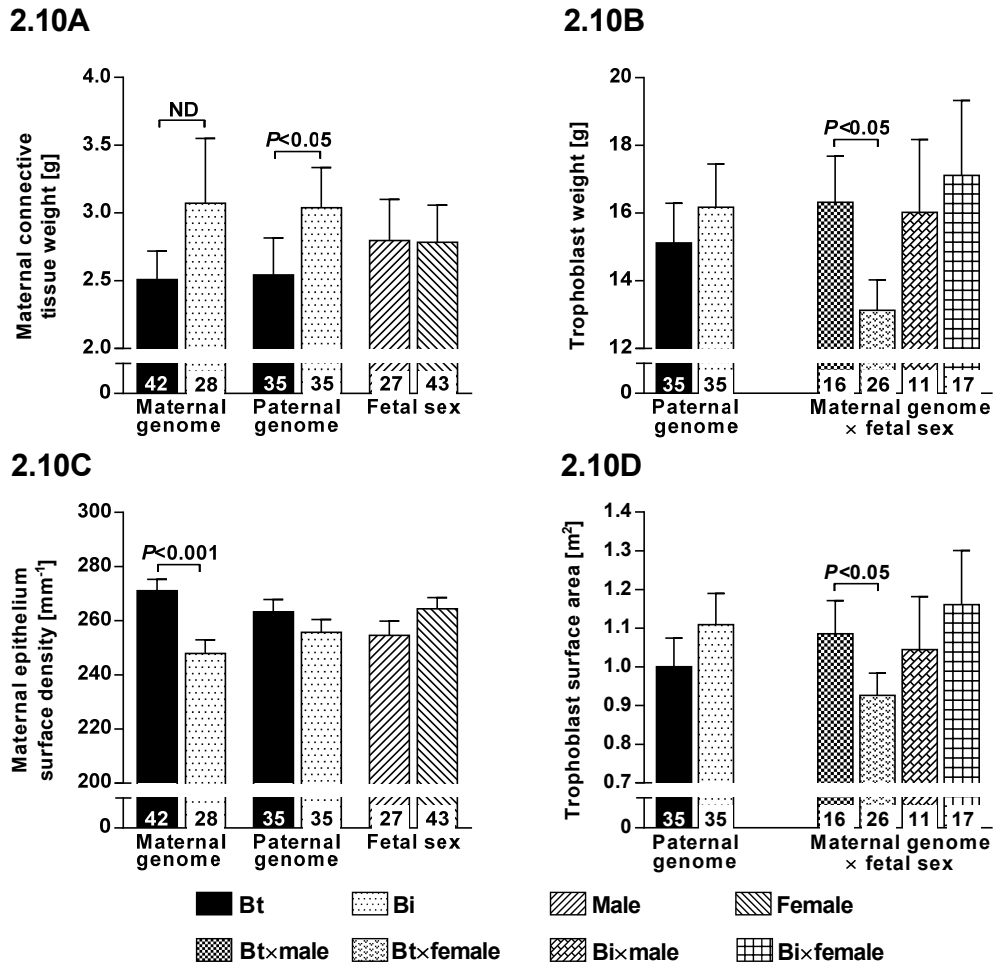 2.10A
Maternal connective
tissue weight [g]
4.0
3.5
3.0
2.5
2.0
0
ND
P<0.05
42 28 35 35 27 43
Maternal genome
Paternal genome
Fetal sex
2.10B
Trophoblast weight [g]
20
18
16
14
12
0
P<0.05
35 35 16 26 11 17
Paternal genome
Maternal genome
× fetal sex
2.10C
Maternal epithelium
surface density [mm-1]
300
280
260
240
220
200
0
P<0.001
42 28 35 35 27 43
Maternal genome
Paternal genome
Fetal sex
2.10D
Trophoblast surface area [m2]
1.4
1.3
1.2
1.1
1.0
0.9
0.8
0.7
0
P<0.05
35 35 16 26 11 17
Paternal genome
Maternal genome
× fetal sex
Bt Bi Male Female
Bt×male Bt×female Bi×male Bi×female